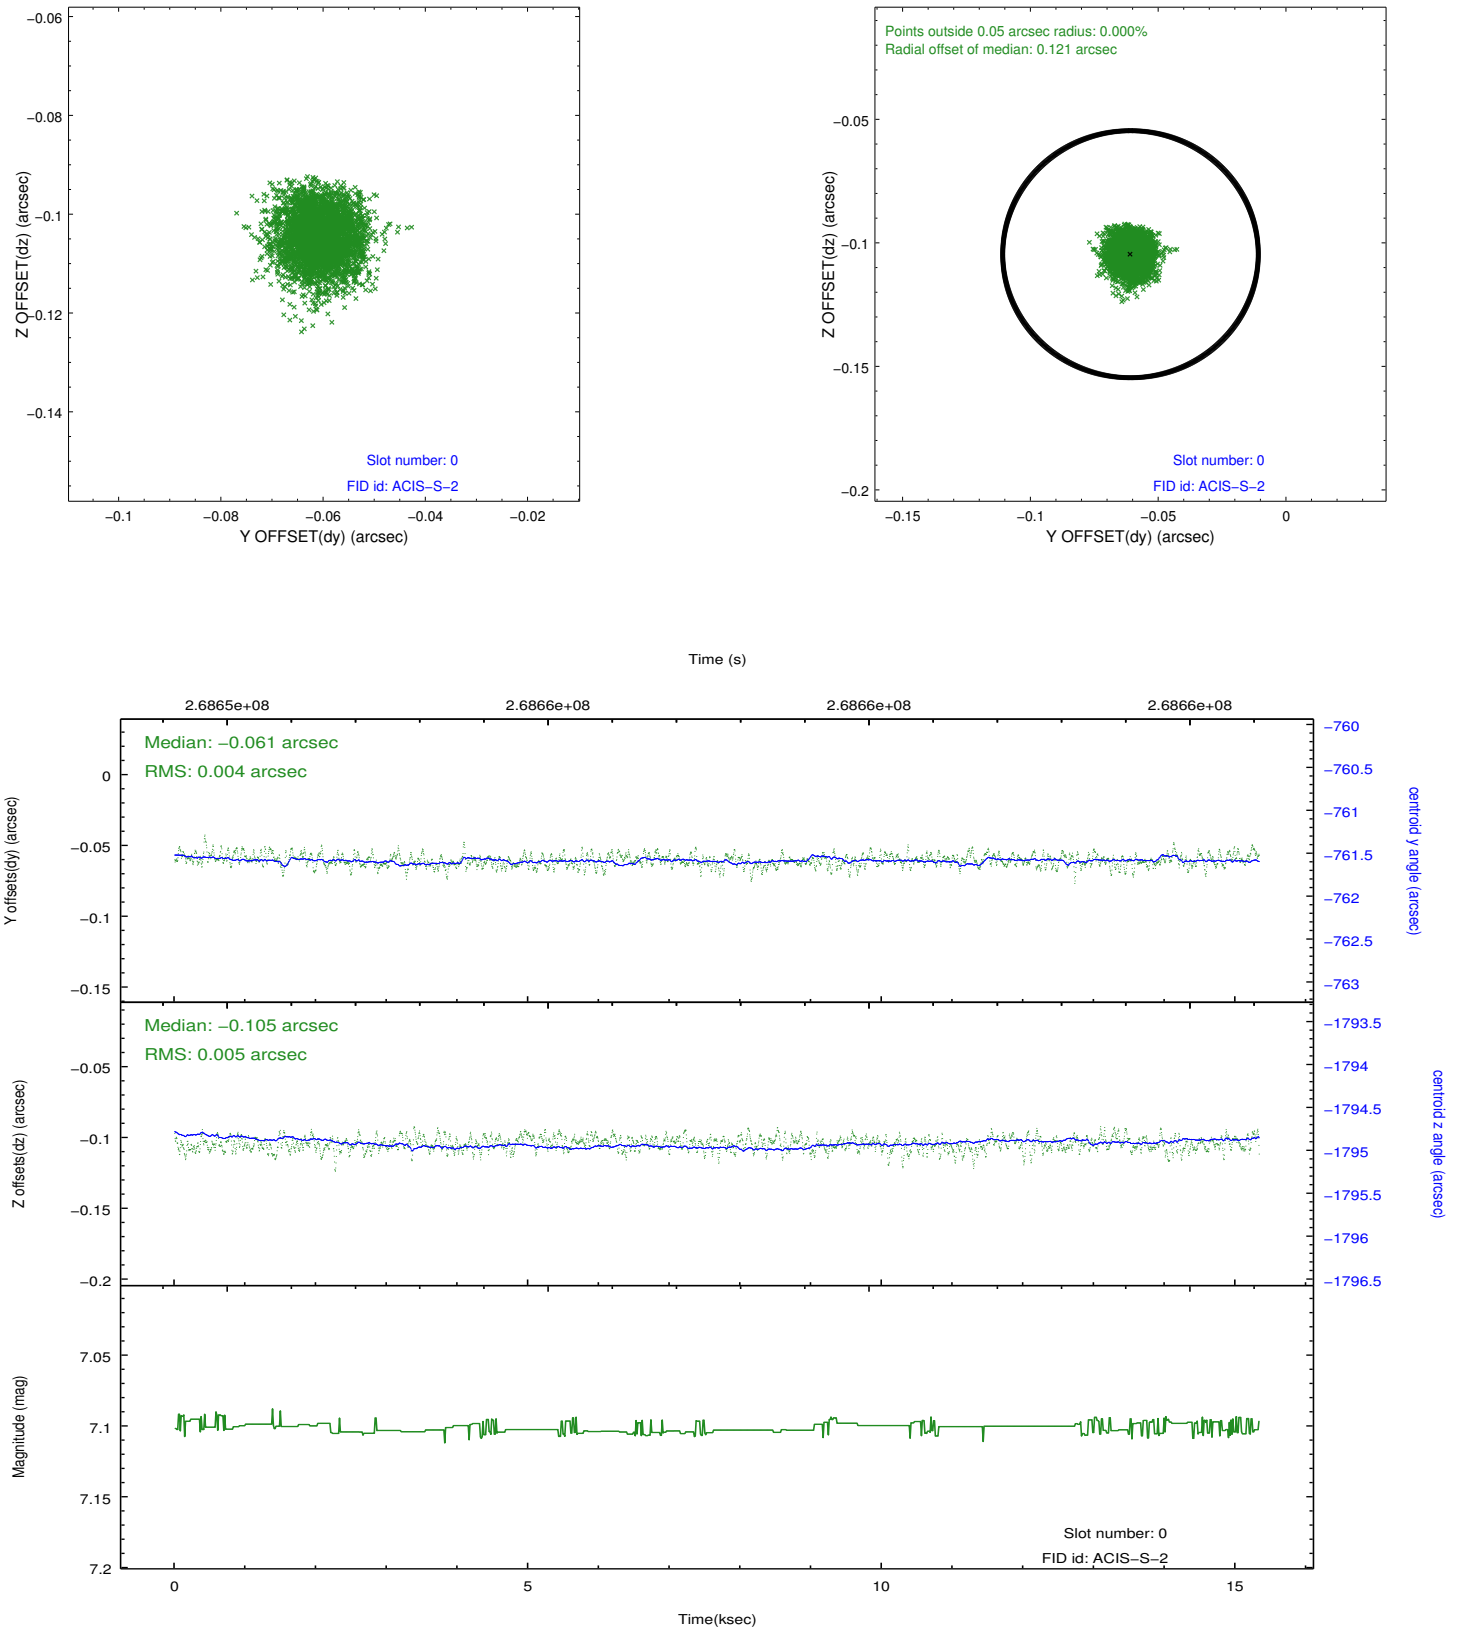 −0.06
−0.08
−0.1
−0.12
−0.14
Z OFFSET(dz) (arcsec)
Slot number: 0
FID id: ACIS−S−2
−0.1
−0.08
−0.06
−0.04
−0.02
Y OFFSET(dy) (arcsec)
Points outside 0.05 arcsec radius: 0.000%
Radial offset of median: 0.121 arcsec
−0.05
−0.1
−0.15
−0.2
Z OFFSET(dz) (arcsec)
Slot number: 0
FID id: ACIS−S−2
−0.15
−0.1
−0.05
0
Y OFFSET(dy) (arcsec)
Time (s)
2.6865e+08
2.6866e+08
2.6866e+08
2.6866e+08
Median: −0.061 arcsec
RMS: 0.004 arcsec
0
−0.05
−0.1
−0.15
Y offsets(dy) (arcsec)
−760
−760.5
−761
−761.5
−762
−762.5
−763
centroid y angle (arcsec)
Median: −0.105 arcsec
RMS: 0.005 arcsec
−0.05
−0.1
−0.15
−0.2
Z offsets(dz) (arcsec)
−1793.5
−1794
−1794.5
−1795
−1795.5
−1796
−1796.5
centroid z angle (arcsec)
7.05
7.1
7.15
7.2
Magnitude (mag)
Slot number: 0
FID id: ACIS−S−2
0
5
10
15
Time(ksec)